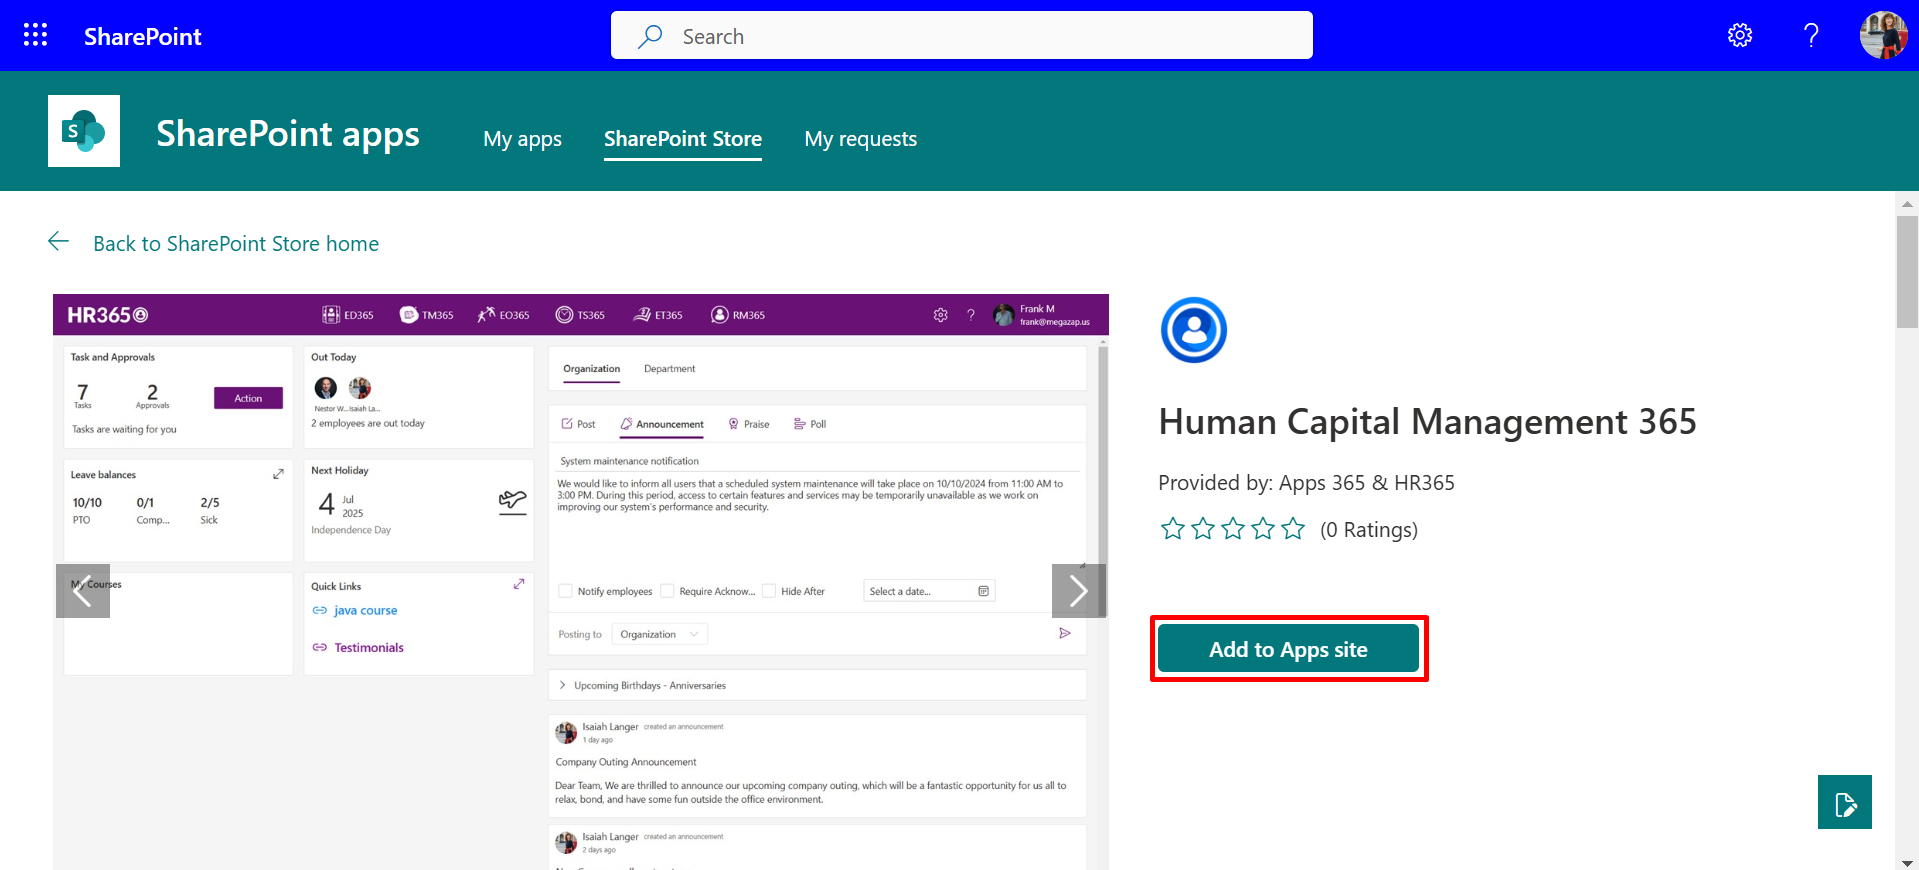 SharePoint
Search
SharePoint apps
My apps
SharePoint Store
My requests
Back to SharePoint Store home
HR365
ED365
TM365
EO365
TS365
ET365
RM365
Frank M
frank@megazap.us
Task and Approvals
7
2
Tasks
Approvals
Action
Tasks are waiting for you
Out Today
Nestor W... Isaiah La...
2 employees are out today
Leave balances
10/10
0/1
2/5
PTO
Comp...
Sick
Next Holiday
4
Jul
2025
Independence Day
My Courses
Quick Links
java course
Testimonials
Organization
Department
Post
Announcement
Praise
Poll
System maintenance notification
We would like to inform all users that a scheduled system maintenance will take place on 10/10/2024 from 11:00 AM to
3:00 PM. During this period, access to certain features and services may be temporarily unavailable as we work on
improving our system's performance and security.
Notify employees
Require Acknow...
Hide After
Select a date...
Posting to
Organization
Upcoming Birthdays - Anniversaries
Isaiah Langer created an announcement
1 day ago
Company Outing Announcement
Dear Team, We are thrilled to announce our upcoming company outing, which will be a fantastic opportunity for us all to
relax, bond, and have some fun outside the office environment.
Isaiah Langer created an announcement
2 days ago
Human Capital Management 365
Provided by: Apps 365 & HR365
(0 Ratings)
Add to Apps site